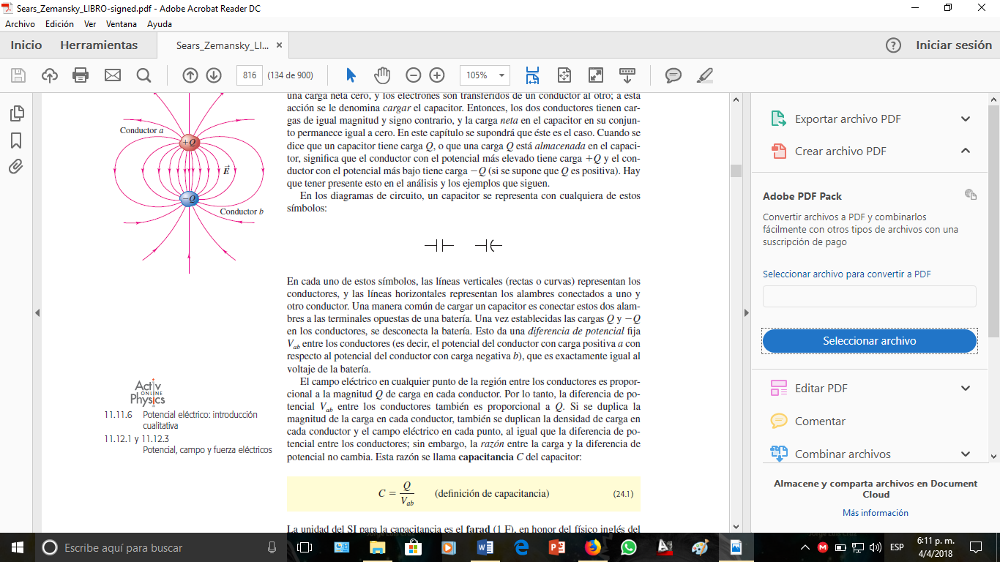 Sears_Zemansky_LIBRO-signed.pdf - Adobe Acrobat Reader DC
Archivo Edición Ver Ventana Ayuda
Inicio Herramientas Sears_Zemansky_LI... × ? Iniciar sesión
816 (134 de 900) 105%
una carga neta cero, y los electrones son transferidos de un conductor al otro; a esta
acción se le denomina cargar el capacitor. Entonces, los dos conductores tienen car-
gas de igual magnitud y signo contrario, y la carga neta en el capacitor en su conjun-
to permanece igual a cero. En este capítulo se supondrá que éste es el caso. Cuando se
dice que un capacitor tiene carga Q, o que una carga Q está almacenada en el capaci-
tor, significa que el conductor con el potencial más elevado tiene carga +Q y el con-
ductor con el potencial más bajo tiene carga −Q (si se supone que Q es positiva). Hay
que tener presente esto en el análisis y los ejemplos que siguen.
En los diagramas de circuito, un capacitor se representa con cualquiera de estos
símbolos:
Conductor a
+Q
E⃗
−Q
Conductor b
En cada uno de estos símbolos, las líneas verticales (rectas o curvas) representan los
conductores, y las líneas horizontales representan los alambres conectados a uno y
otro conductor. Una manera común de cargar un capacitor es conectar estos dos alam-
bres a las terminales opuestas de una batería. Una vez establecidas las cargas Q y −Q
en los conductores, se desconecta la batería. Esto da una diferencia de potencial fija
Vab entre los conductores (es decir, el potencial del conductor con carga positiva a con
respecto al potencial del conductor con carga negativa b), que es exactamente igual al
voltaje de la batería.
El campo eléctrico en cualquier punto de la región entre los conductores es propor-
cional a la magnitud Q de carga en cada conductor. Por lo tanto, la diferencia de po-
tencial Vab entre los conductores también es proporcional a Q. Si se duplica la
magnitud de la carga en cada conductor, también se duplican la densidad de carga en
cada conductor y el campo eléctrico en cada punto, al igual que la diferencia de po-
tencial entre los conductores; sin embargo, la razón entre la carga y la diferencia de
potencial no cambia. Esta razón se llama capacitancia C del capacitor:
Activ
ONLINE
Physics
11.11.6 Potencial eléctrico: introducción
cualitativa
11.12.1 y 11.12.3
Potencial, campo y fuerza eléctricos
C = Q/Vab (definición de capacitancia) (24.1)
La unidad del SI para la capacitancia es el farad (1 F), en honor del físico inglés del
Exportar archivo PDF
Crear archivo PDF
Adobe PDF Pack
Convertir archivos a PDF y combinarlos
fácilmente con otros tipos de archivos con una
suscripción de pago
Seleccionar archivo para convertir a PDF
Seleccionar archivo
Editar PDF
Comentar
Combinar archivos
Almacene y comparta archivos en Document
Cloud
Más información
Escribe aquí para buscar
ESP
6:11 p. m.
4/4/2018